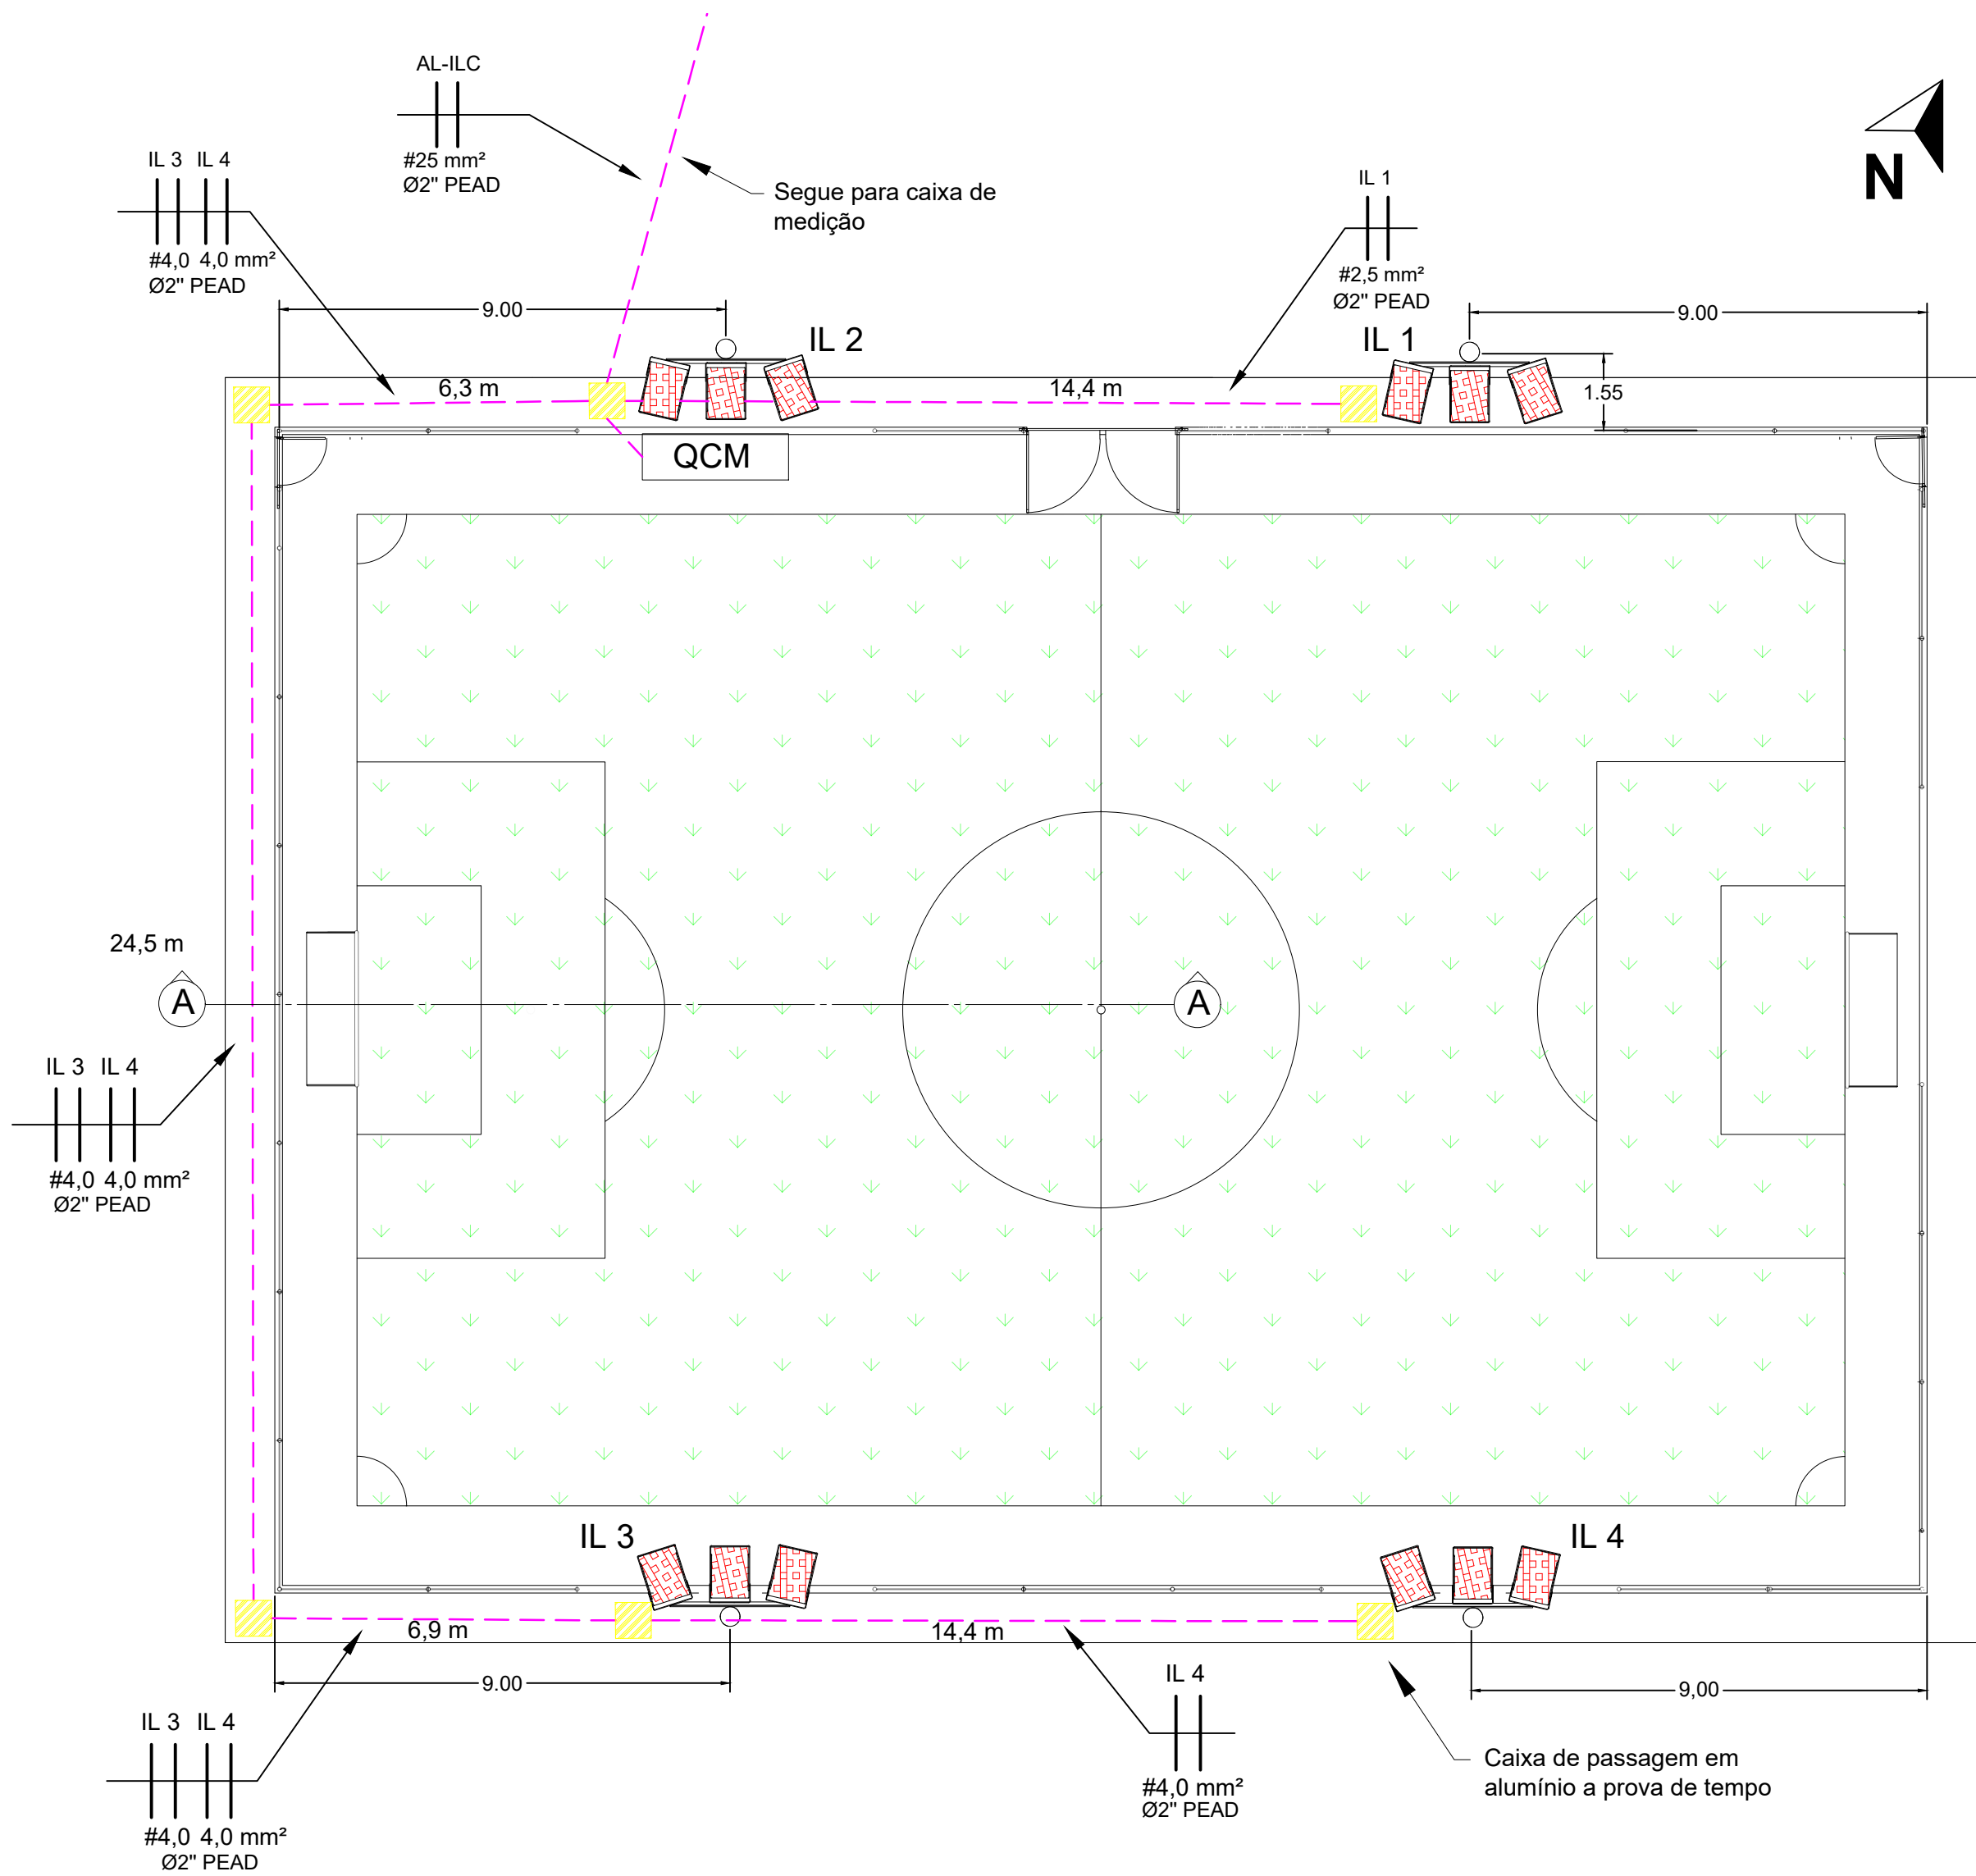 AL-ILC
#25 mm²
Ø2" PEAD
Segue para caixa de
medição
N
IL 3 IL 4
#4,0 4,0 mm²
Ø2" PEAD
IL 1
#2,5 mm²
Ø2" PEAD
9.00
9.00
IL 2
IL 1
6,3 m
14,4 m
1.55
QCM
24,5 m
A
A
IL 3 IL 4
#4,0 4,0 mm²
Ø2" PEAD
IL 3
IL 4
6,9 m
14,4 m
9.00
9,00
IL 3 IL 4
#4,0 4,0 mm²
Ø2" PEAD
IL 4
#4,0 mm²
Ø2" PEAD
Caixa de passagem em
alumínio a prova de tempo